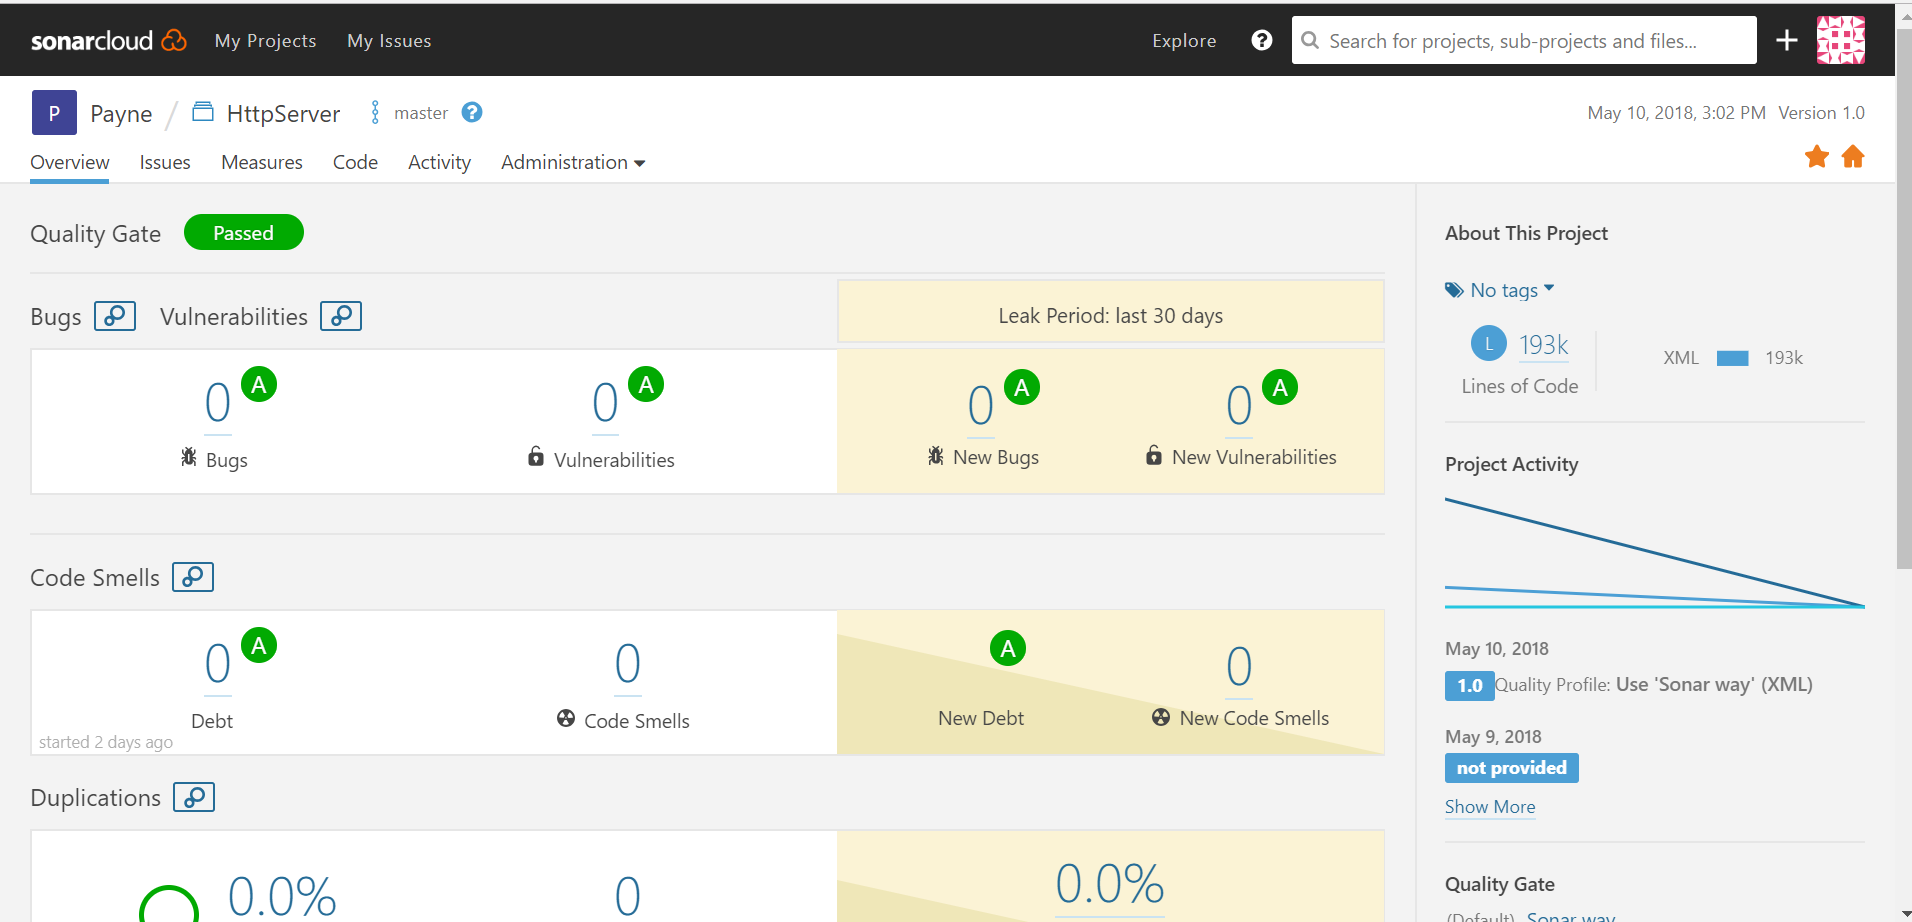 sonarcloud My Projects My Issues Explore ? Search for projects, sub-projects and files...
P Payne / HttpServer master ? May 10, 2018, 3:02 PM Version 1.0
Overview Issues Measures Code Activity Administration
Quality Gate Passed
Bugs Vulnerabilities
Leak Period: last 30 days
0 A 0 A 0 A 0 A
Bugs Vulnerabilities New Bugs New Vulnerabilities
Code Smells
0 A 0 A 0
Debt Code Smells New Debt New Code Smells
started 2 days ago
Duplications
0.0% 0 0.0%
About This Project
No tags
L 193k XML 193k
Lines of Code
Project Activity
May 10, 2018
1.0 Quality Profile: Use 'Sonar way' (XML)
May 9, 2018
not provided
Show More
Quality Gate
(Default) Sonar way